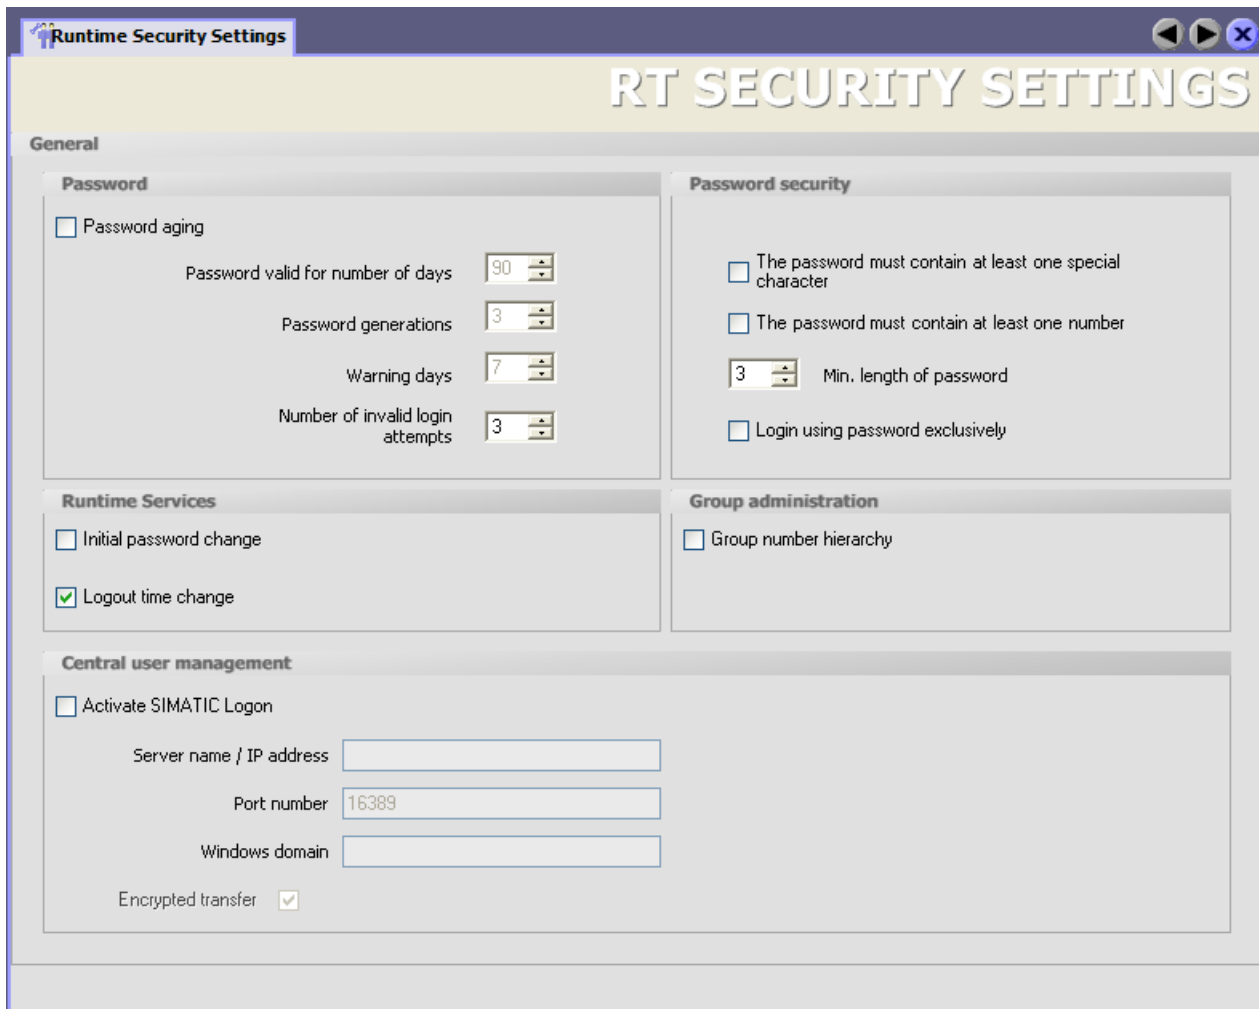 Runtime Security Settings
RT SECURITY SETTINGS
General
Password
Password aging
Password valid for number of days 90
Password generations 3
Warning days 7
Number of invalid login
attempts 3
Password security
The password must contain at least one special
character
The password must contain at least one number
3 Min. length of password
Login using password exclusively
Runtime Services
Initial password change
Logout time change
Group administration
Group number hierarchy
Central user management
Activate SIMATIC Logon
Server name / IP address
Port number 16389
Windows domain
Encrypted transfer